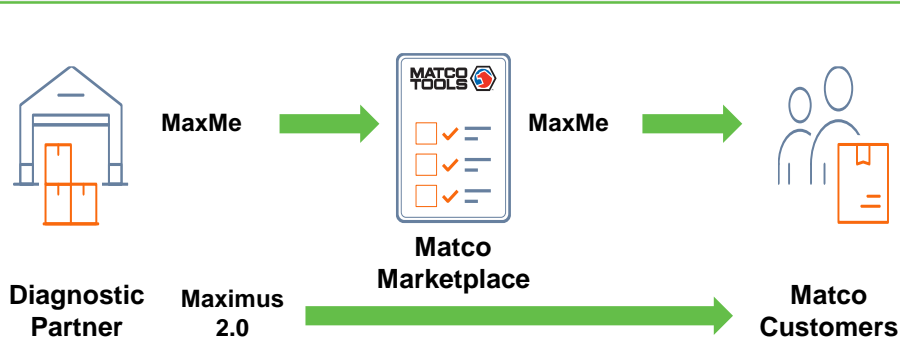 MATCO
TOOLS
MaxMe
MaxMe
Matco
Marketplace
Diagnostic
Partner
Maximus
2.0
Matco
Customers